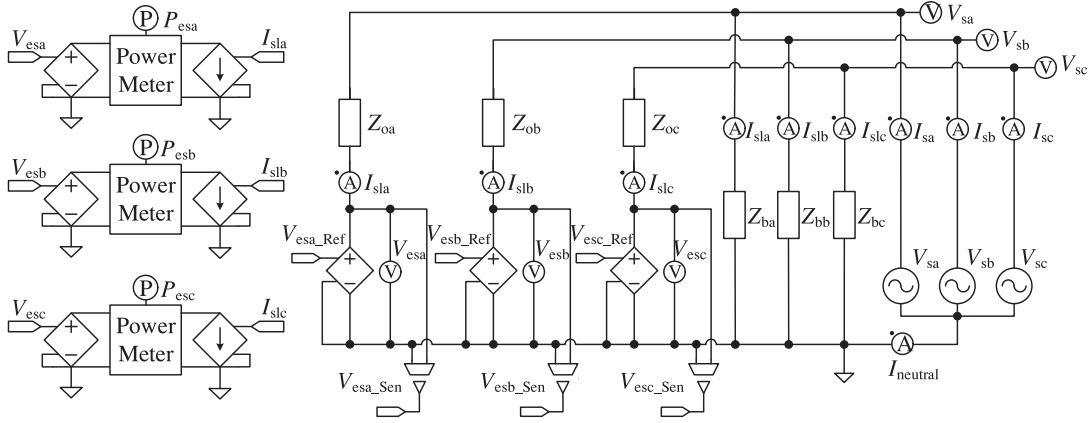 P P_esa
V_esa + − Power Meter I_sla
P P_esb
V_esb + − Power Meter I_slb
P P_esc
V_esc + − Power Meter I_slc
V V_sa
V V_sb
V V_sc
Z_oa Z_ob Z_oc
A I_sla A I_slb A I_slc A I_sa A I_sb A I_sc
A I_sla A I_slb A I_slc
Z_ba Z_bb Z_bc
V_esa_Ref + − V V_esa V_esb_Ref + − V V_esb V_esc_Ref + − V V_esc
V_sa V_sb V_sc
A I_neutral
V_esa_Sen V_esb_Sen V_esc_Sen